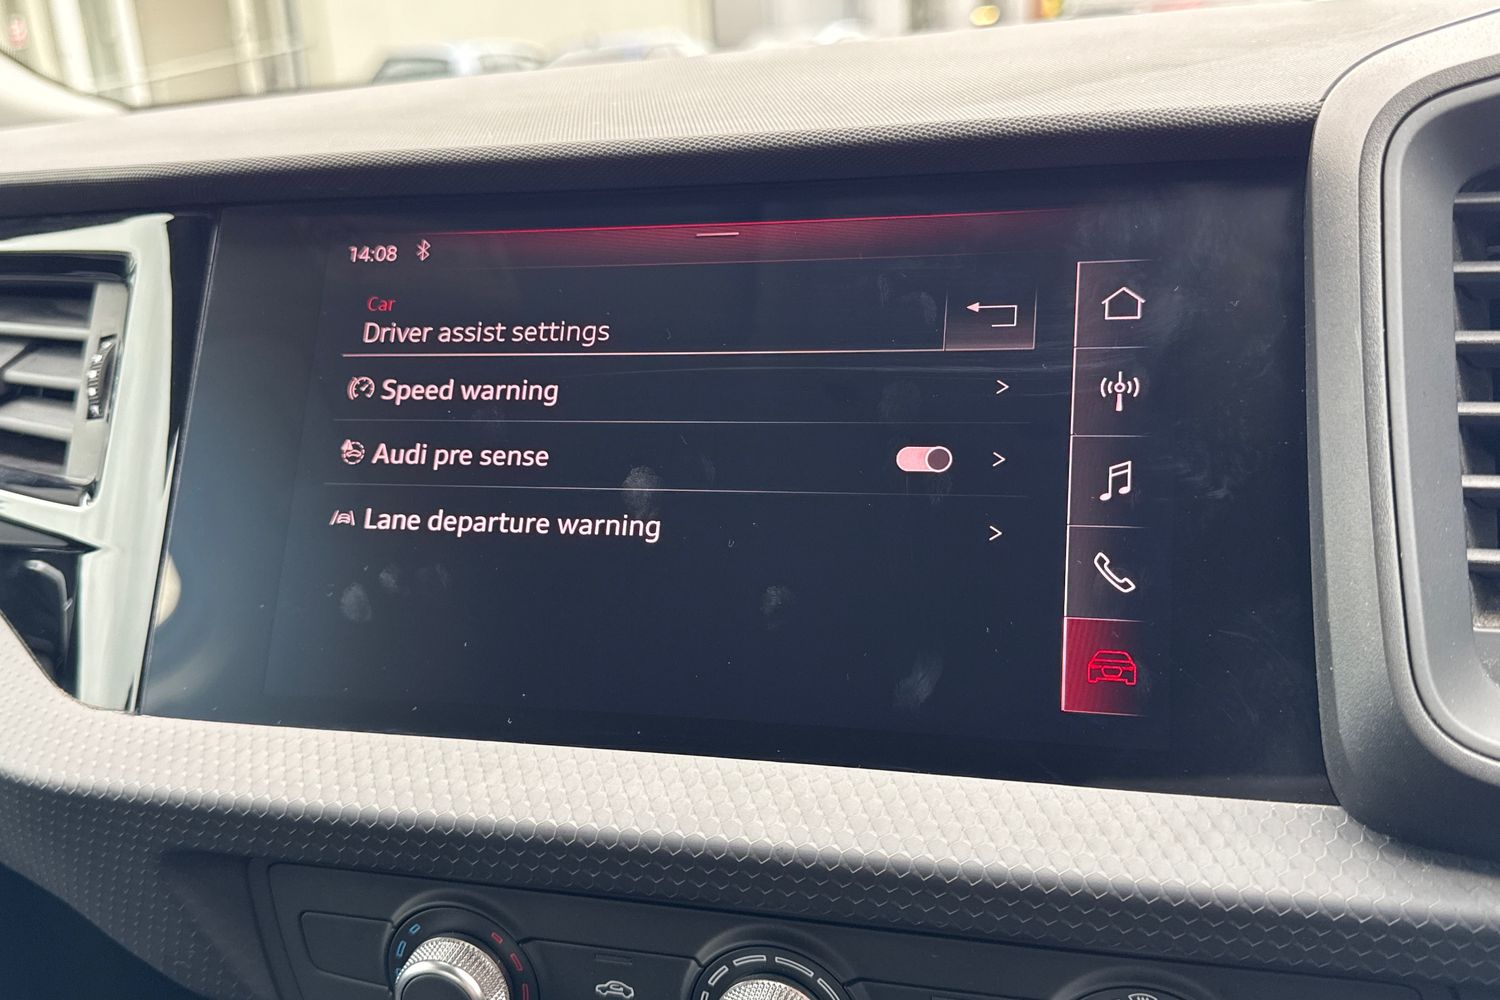 14:08
Car
Driver assist settings
Speed warning
Audi pre sense
Lane departure warning